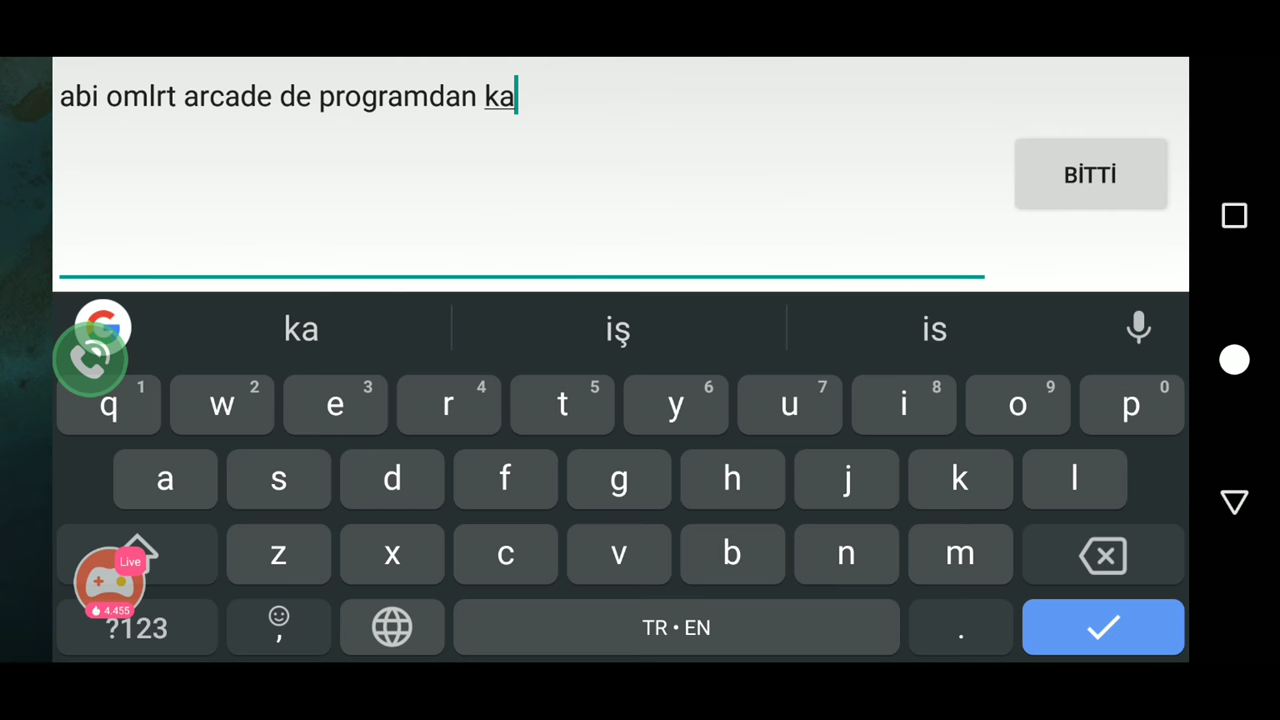 abi omlrt arcade de programdan ka
BİTTİ
G
ka iş is
q 1 w 2 e 3 r 4 t 5 y 6 u 7 i 8 o 9 p 0
a s d f g h j k l
z x c v b n m
Live
4.455
?123 , TR • EN .